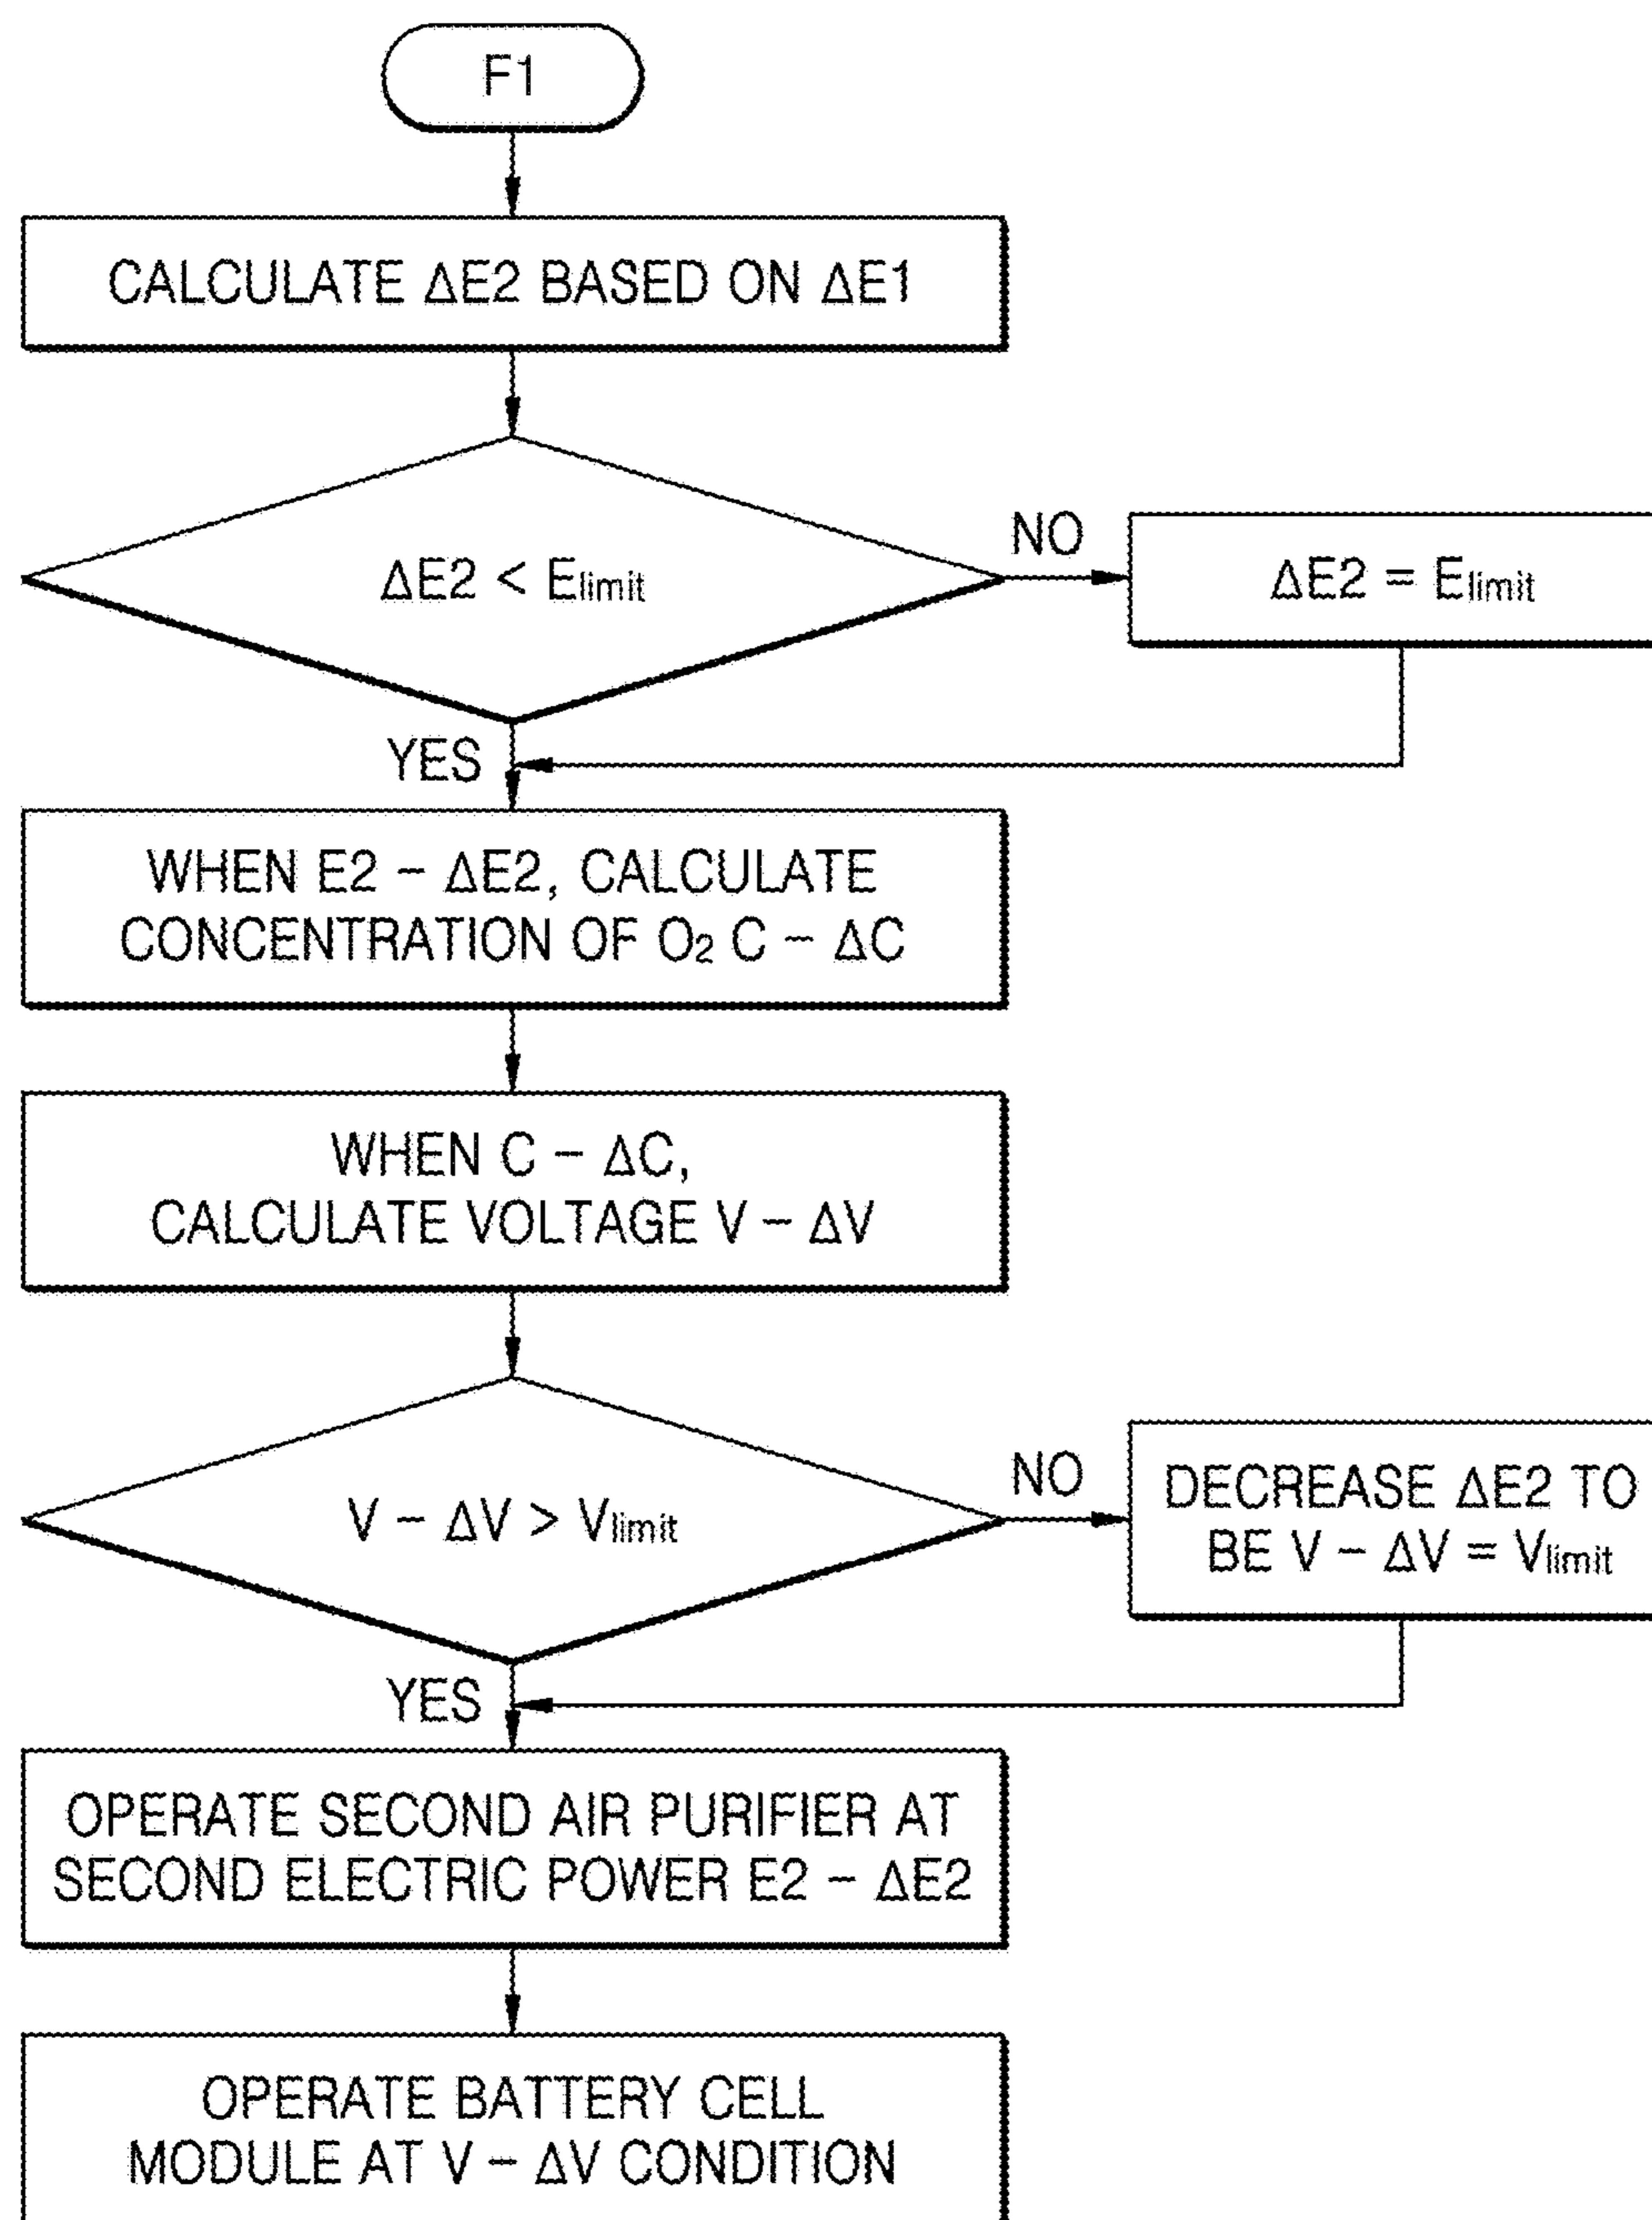 F1
CALCULATE ΔE2 BASED ON ΔE1
ΔE2 < Elimit
NO
ΔE2 = Elimit
YES
WHEN E2 – ΔE2, CALCULATE
CONCENTRATION OF O₂ C – ΔC
WHEN C – ΔC,
CALCULATE VOLTAGE V – ΔV
V – ΔV > Vlimit
NO
DECREASE ΔE2 TO
BE V – ΔV = Vlimit
YES
OPERATE SECOND AIR PURIFIER AT
SECOND ELECTRIC POWER E2 – ΔE2
OPERATE BATTERY CELL
MODULE AT V – ΔV CONDITION